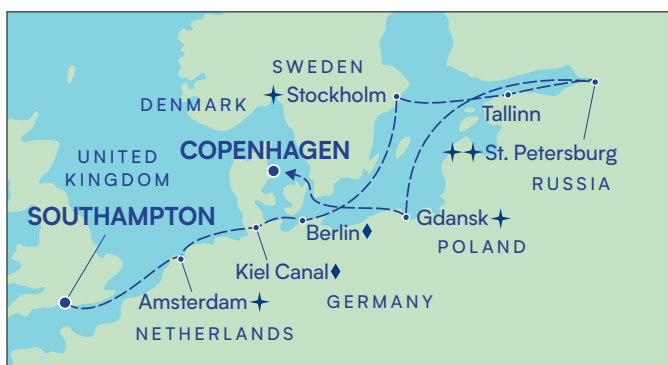 SWEDEN
Stockholm
DENMARK
Tallinn
UNITED
KINGDOM
COPENHAGEN
St. Petersburg
RUSSIA
SOUTHAMPTON
Gdansk
Berlin
POLAND
Kiel Canal
Amsterdam
GERMANY
NETHERLANDS